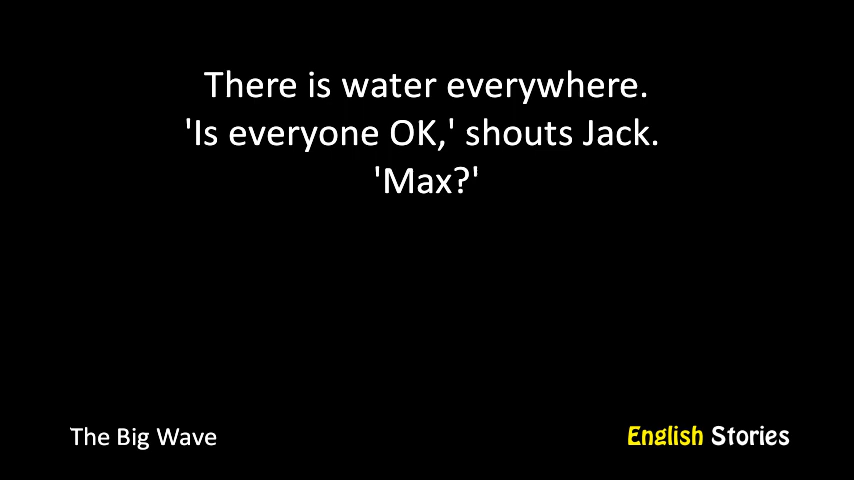 There is water everywhere.
'Is everyone OK,' shouts Jack.
'Max?'
The Big Wave
English Stories